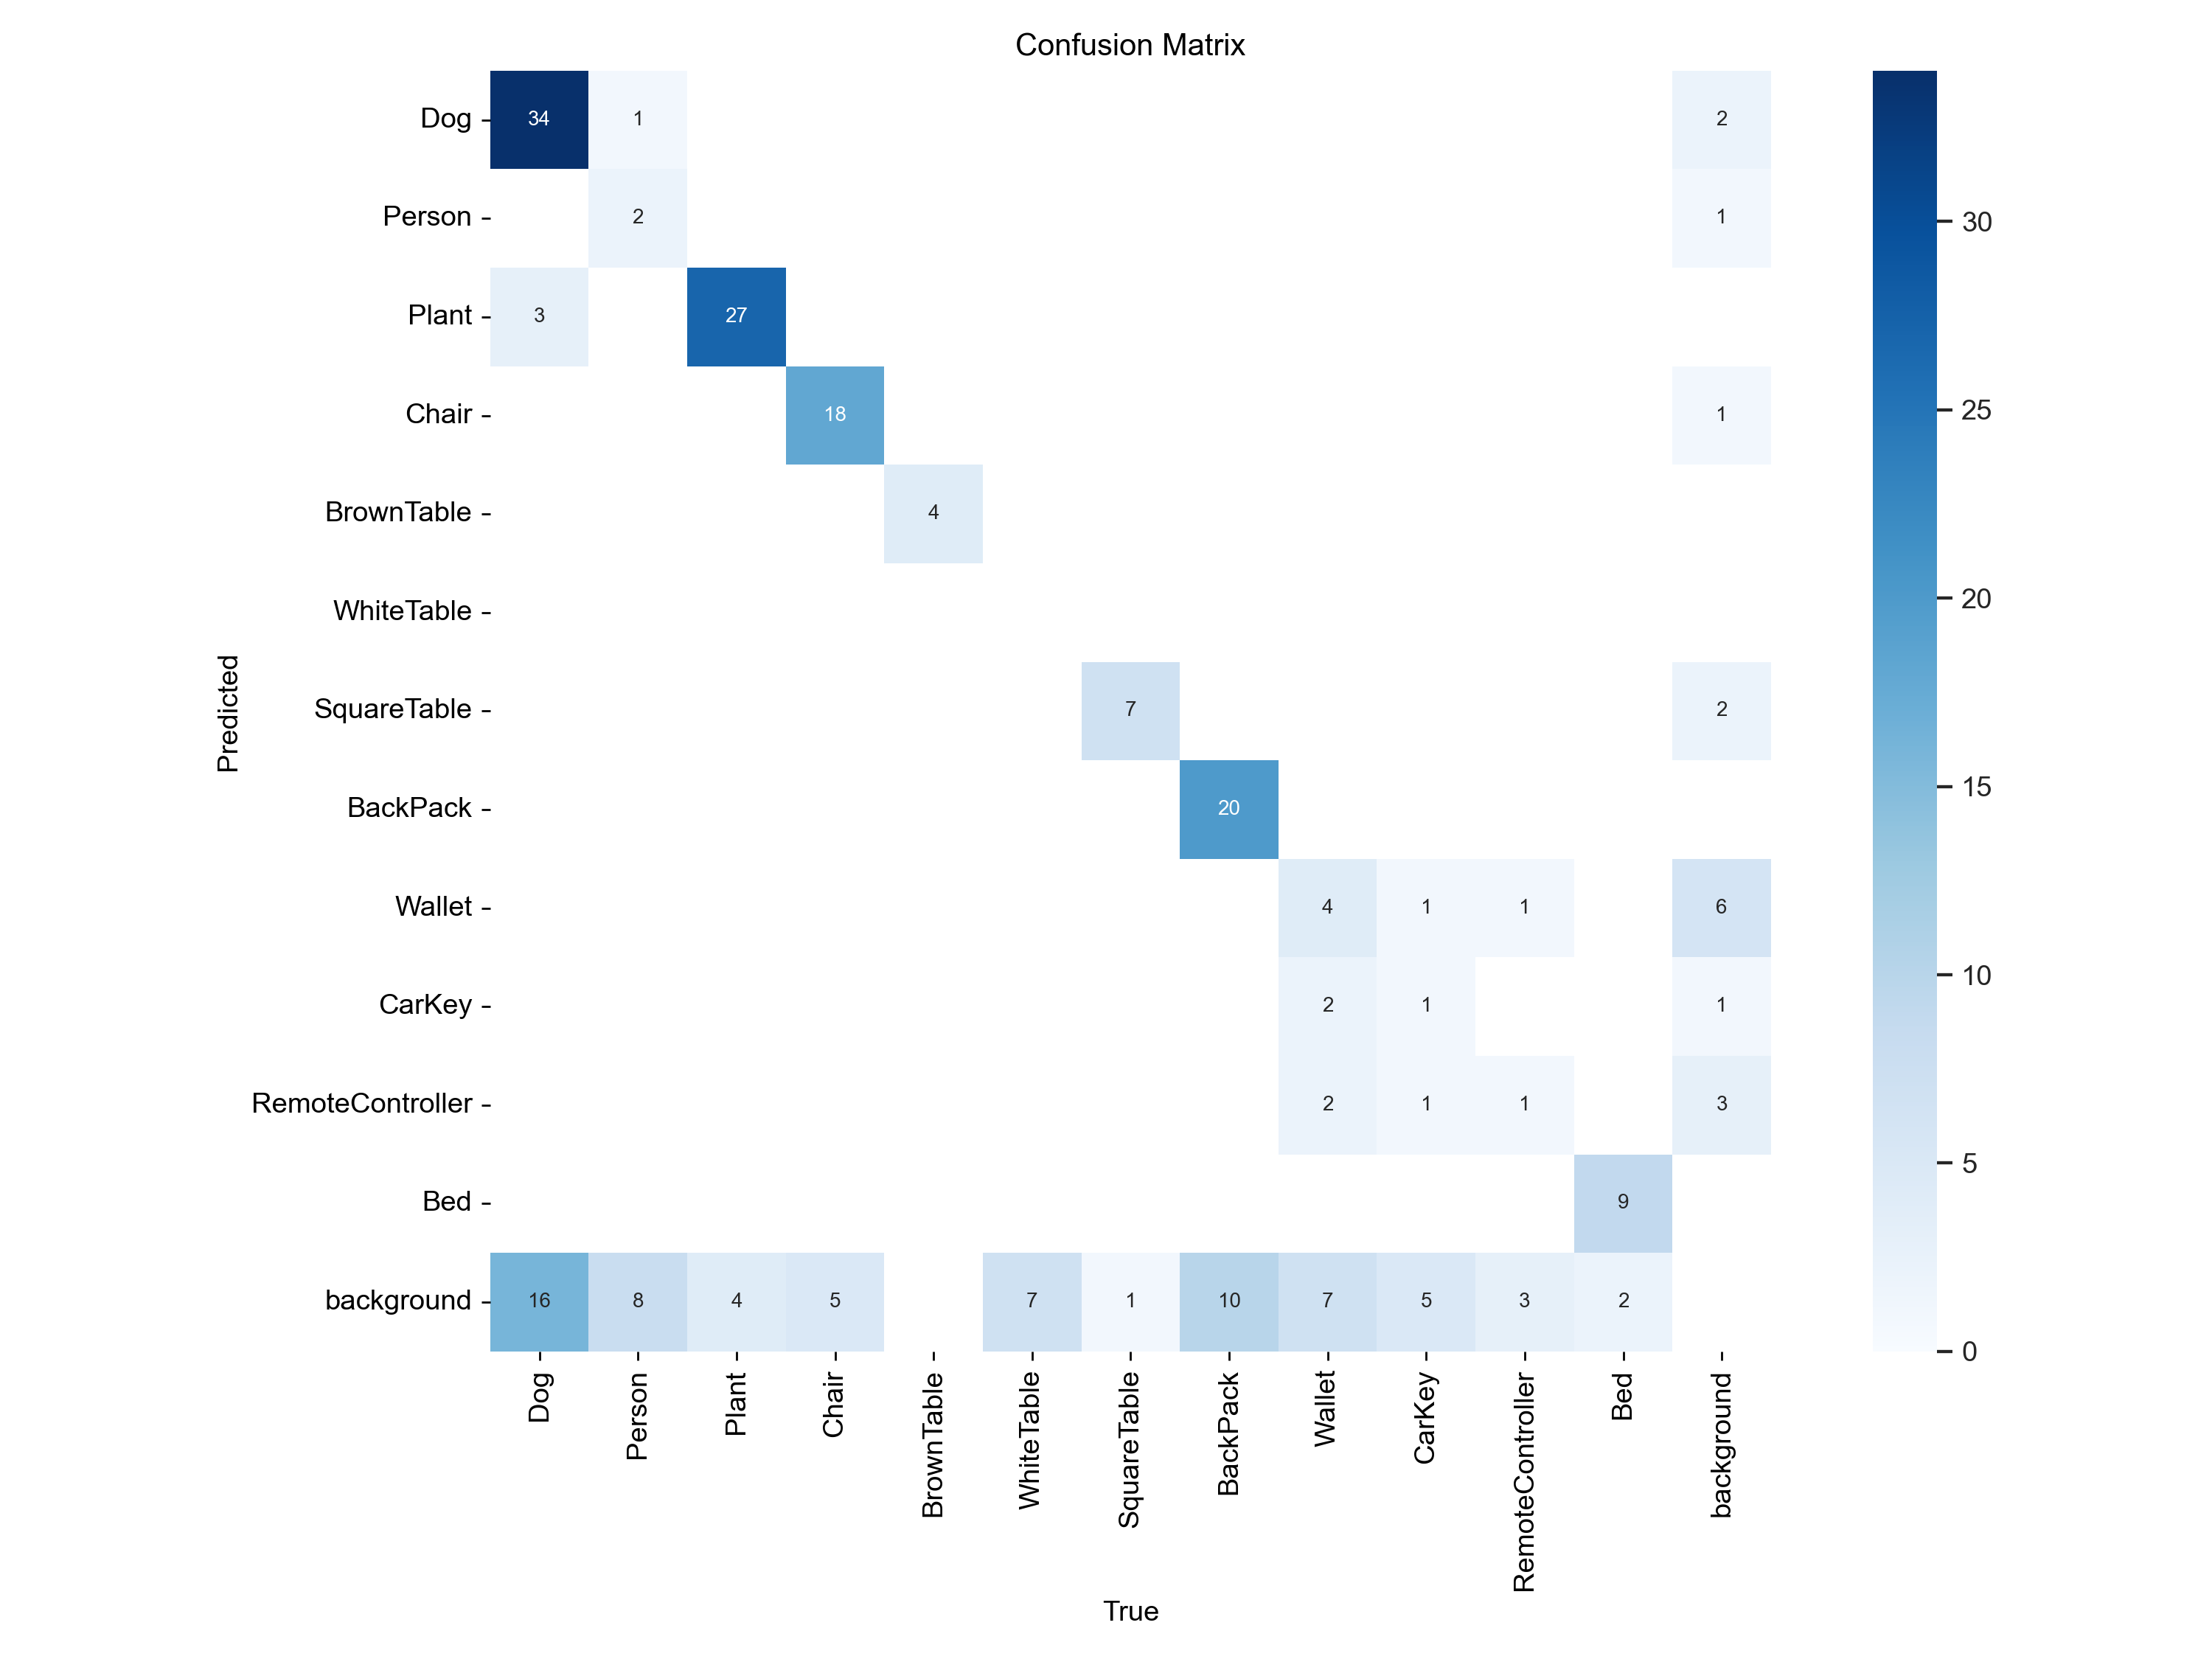 Confusion Matrix
Dog 34 1 2
Person 2 1 30
Plant 3 27
Chair 18 1 25
BrownTable 4
WhiteTable 20
Predicted
SquareTable 7 2
BackPack 20 15
Wallet 4 1 1 6
CarKey 2 1 1 10
RemoteController 2 1 1 3
5
Bed 9
background 16 8 4 5 7 1 10 7 5 3 2
0
Dog Person Plant Chair BrownTable WhiteTable SquareTable BackPack Wallet CarKey RemoteController Bed background
True